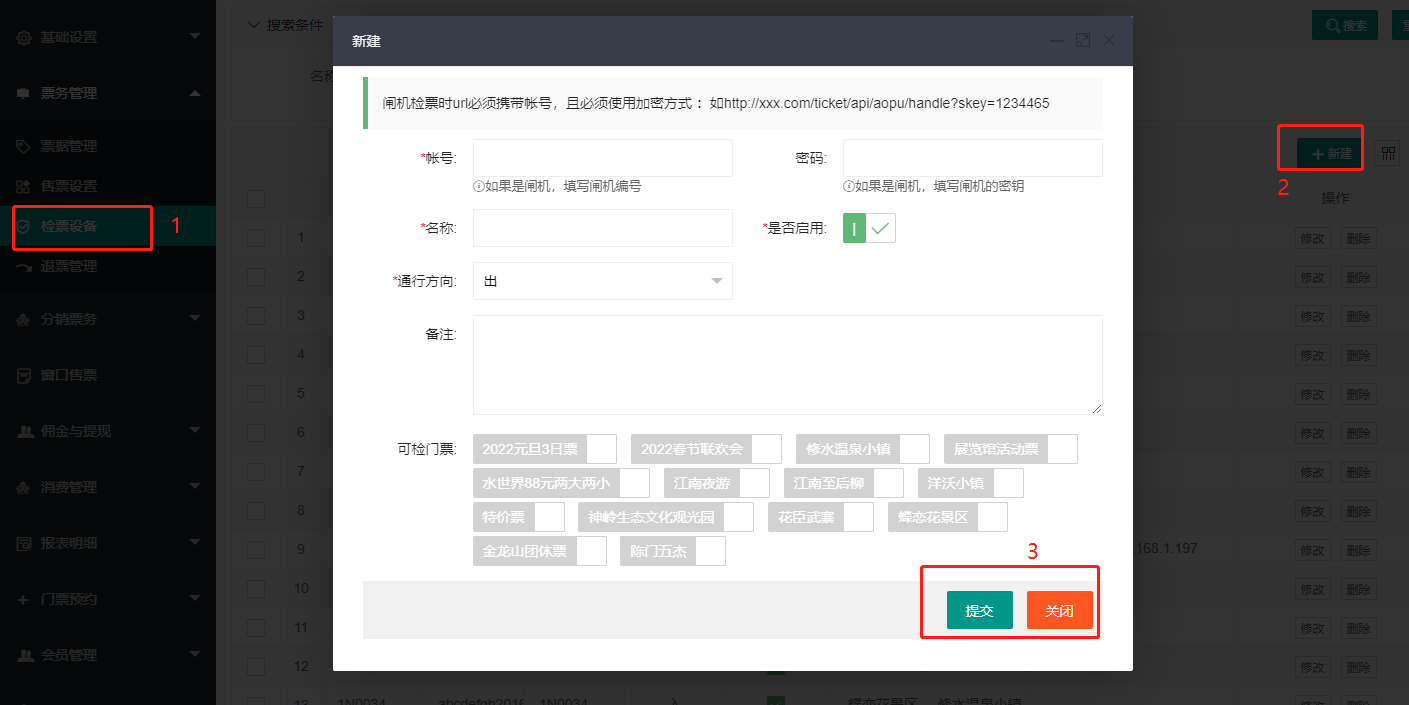 基础设置
票务管理
票据管理
售票设置
检票设备
1
退票管理
分销票务
窗口售票
佣金与提现
消费管理
报表明细
门票预约
会员管理
搜索条件
搜索
名称
新建
2
操作
1
修改 删除
2
修改 删除
3
修改 删除
4
修改 删除
5
修改 删除
6
修改 删除
7
修改 删除
8
修改 删除
9
.168.1.197
修改 删除
10
修改 删除
11
修改 删除
12
修改 删除
13 1N0034 abcdefgh2016 1N0034 入 蝶恋花景区 修水温泉小镇 修改 删除
新建
闸机检票时url必须携带帐号，且必须使用加密方式： 如http://xxx.com/ticket/api/aopu/handle?skey=1234465
*帐号:
密码:
如果是闸机，填写闸机编号
如果是闸机，填写闸机的密钥
*名称:
*是否启用:
*通行方向: 出
备注:
可检门票: 2022元旦3日票 2022春节联欢会 修水温泉小镇 展览馆活动票
水世界88元两大两小 江南夜游 江南至后柳 洋沃小镇
特价票 神岭生态文化观光园 花臣武寨 蝶恋花景区
金龙山团体票 陈门五杰
3
提交 关闭